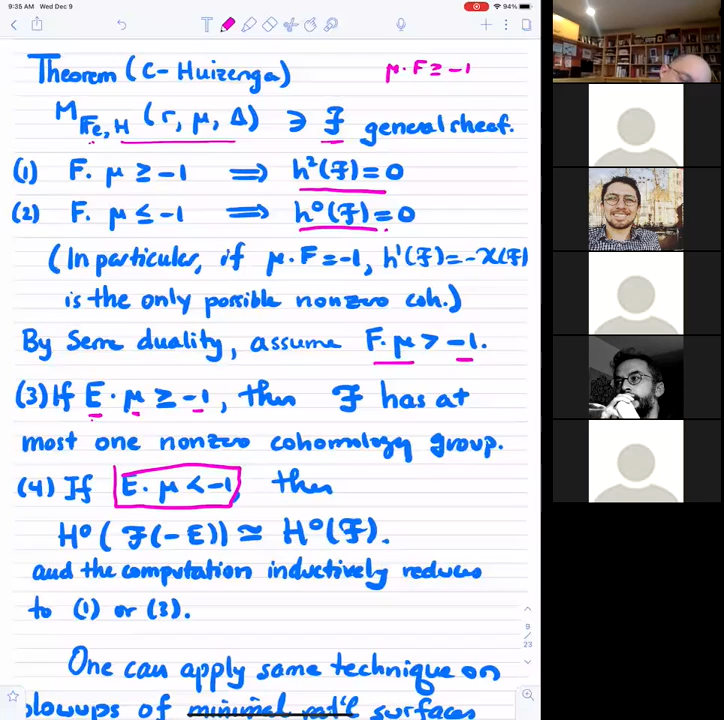 9:35 AM Wed Dec 9
94%
Theorem (C-Huizenga)
μ.F ≥ -1
M_{F_e, H} (r, μ, Δ) ∋ ℱ general sheaf.
(1) F. μ ≥ -1 ⟹ h²(ℱ) = 0
(2) F. μ ≤ -1 ⟹ h⁰(ℱ) = 0
(In particular, if μ.F = -1, h¹(ℱ) = -χ(ℱ)
is the only possible nonzero coh.)
By Serre duality, assume F. μ > -1.
(3) If E. μ ≥ -1, then ℱ has at
most one nonzero cohomology group.
(4) If E. μ < -1, then
H⁰(ℱ(-E)) ≅ H⁰(ℱ).
and the computation inductively reduces
to (1) or (3).
9
23
One can apply same technique on
blowups of minimal rat'l surfaces